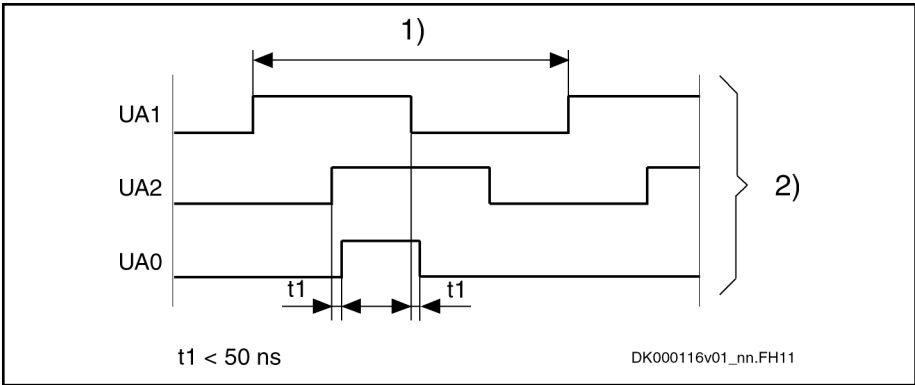 1)
UA1
UA2
2)
UA0
t1 t1
t1 < 50 ns
DK000116v01_nn.FH11